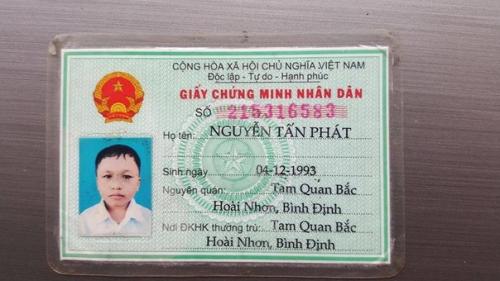 CỘNG HÒA XÃ HỘI CHỦ NGHĨA VIỆT NAM
Độc lập - Tự do - Hạnh phúc
GIẤY CHỨNG MINH NHÂN DÂN
SỐ 215316583
Họ tên: NGUYỄN TẤN PHÁT
Sinh ngày 04-12-1993
Nguyên quán: Tam Quan Bắc
Hoài Nhơn, Bình Định
Nơi ĐKHK thường trú: Tam Quan Bắc
Hoài Nhơn, Bình Định